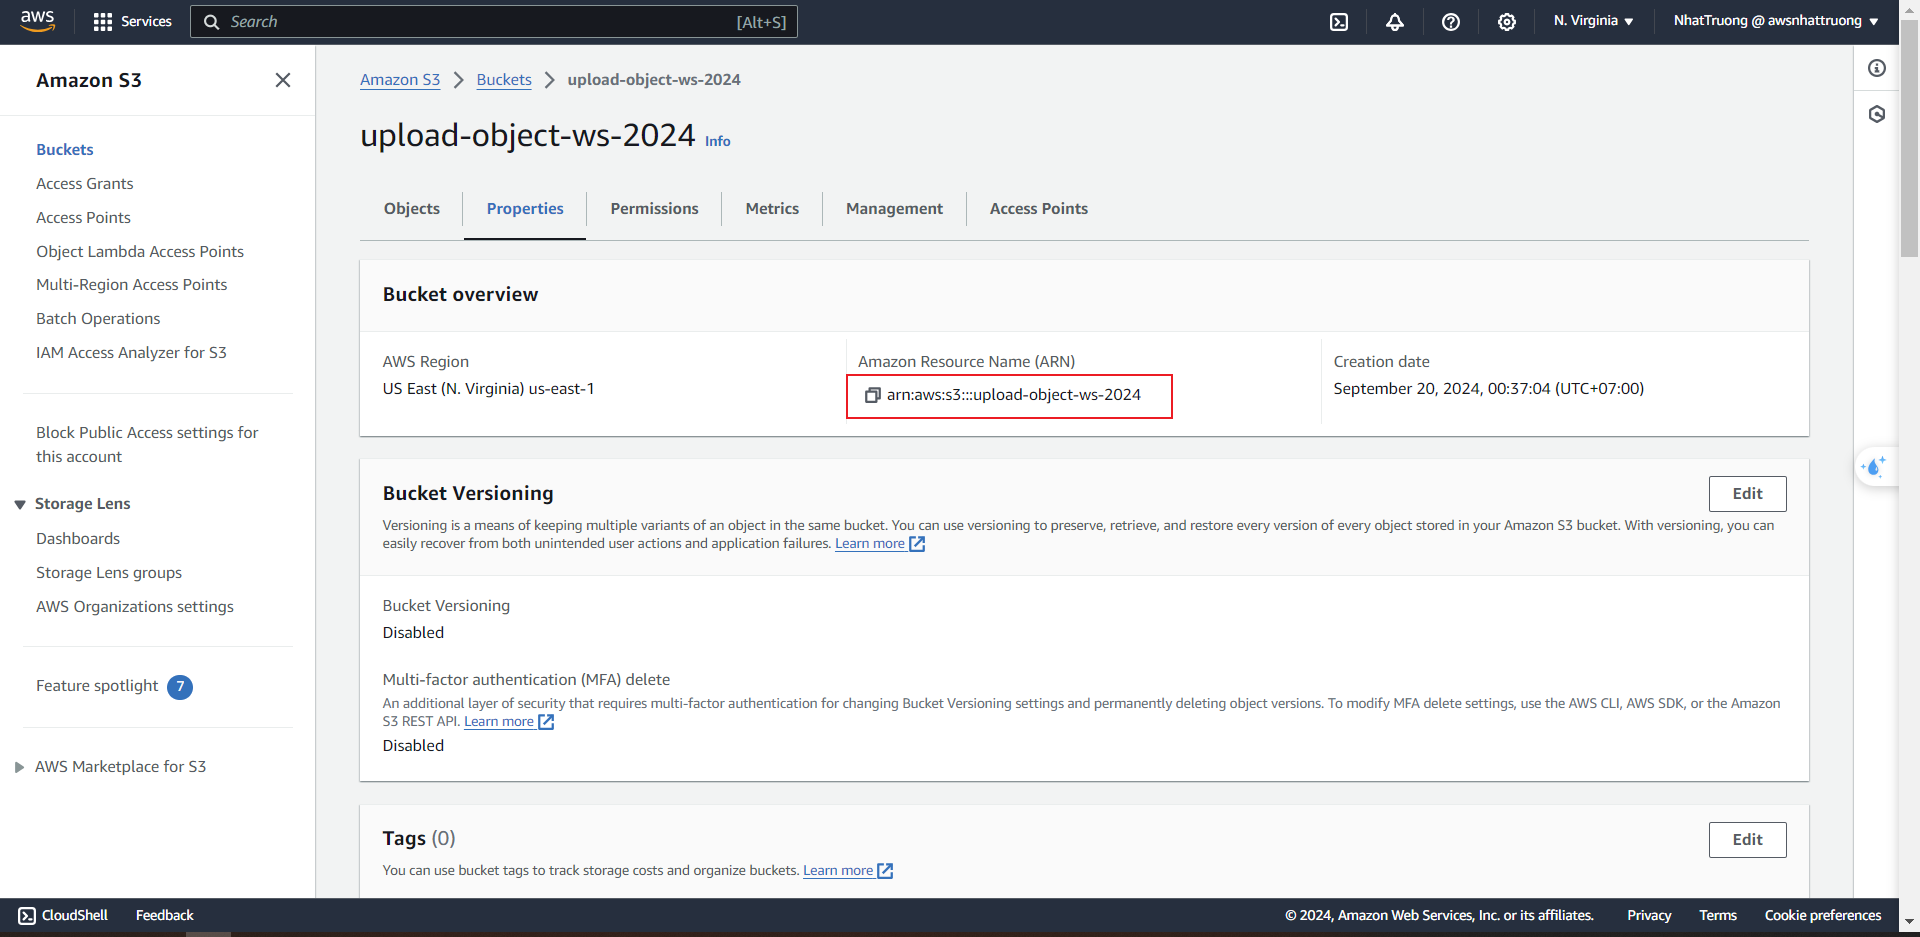 aws
Services
Search
[Alt+S]
N. Virginia
NhatTruong @ awsnhattruong
Amazon S3
Buckets
Access Grants
Access Points
Object Lambda Access Points
Multi-Region Access Points
Batch Operations
IAM Access Analyzer for S3
Block Public Access settings for
this account
Storage Lens
Dashboards
Storage Lens groups
AWS Organizations settings
Feature spotlight 7
AWS Marketplace for S3
Amazon S3 > Buckets > upload-object-ws-2024
upload-object-ws-2024 Info
Objects
Properties
Permissions
Metrics
Management
Access Points
Bucket overview
AWS Region
US East (N. Virginia) us-east-1
Amazon Resource Name (ARN)
arn:aws:s3:::upload-object-ws-2024
Creation date
September 20, 2024, 00:37:04 (UTC+07:00)
Bucket Versioning
Edit
Versioning is a means of keeping multiple variants of an object in the same bucket. You can use versioning to preserve, retrieve, and restore every version of every object stored in your Amazon S3 bucket. With versioning, you can
easily recover from both unintended user actions and application failures. Learn more
Bucket Versioning
Disabled
Multi-factor authentication (MFA) delete
An additional layer of security that requires multi-factor authentication for changing Bucket Versioning settings and permanently deleting object versions. To modify MFA delete settings, use the AWS CLI, AWS SDK, or the Amazon
S3 REST API. Learn more
Disabled
Tags (0)
Edit
You can use bucket tags to track storage costs and organize buckets. Learn more
CloudShell
Feedback
© 2024, Amazon Web Services, Inc. or its affiliates.
Privacy
Terms
Cookie preferences